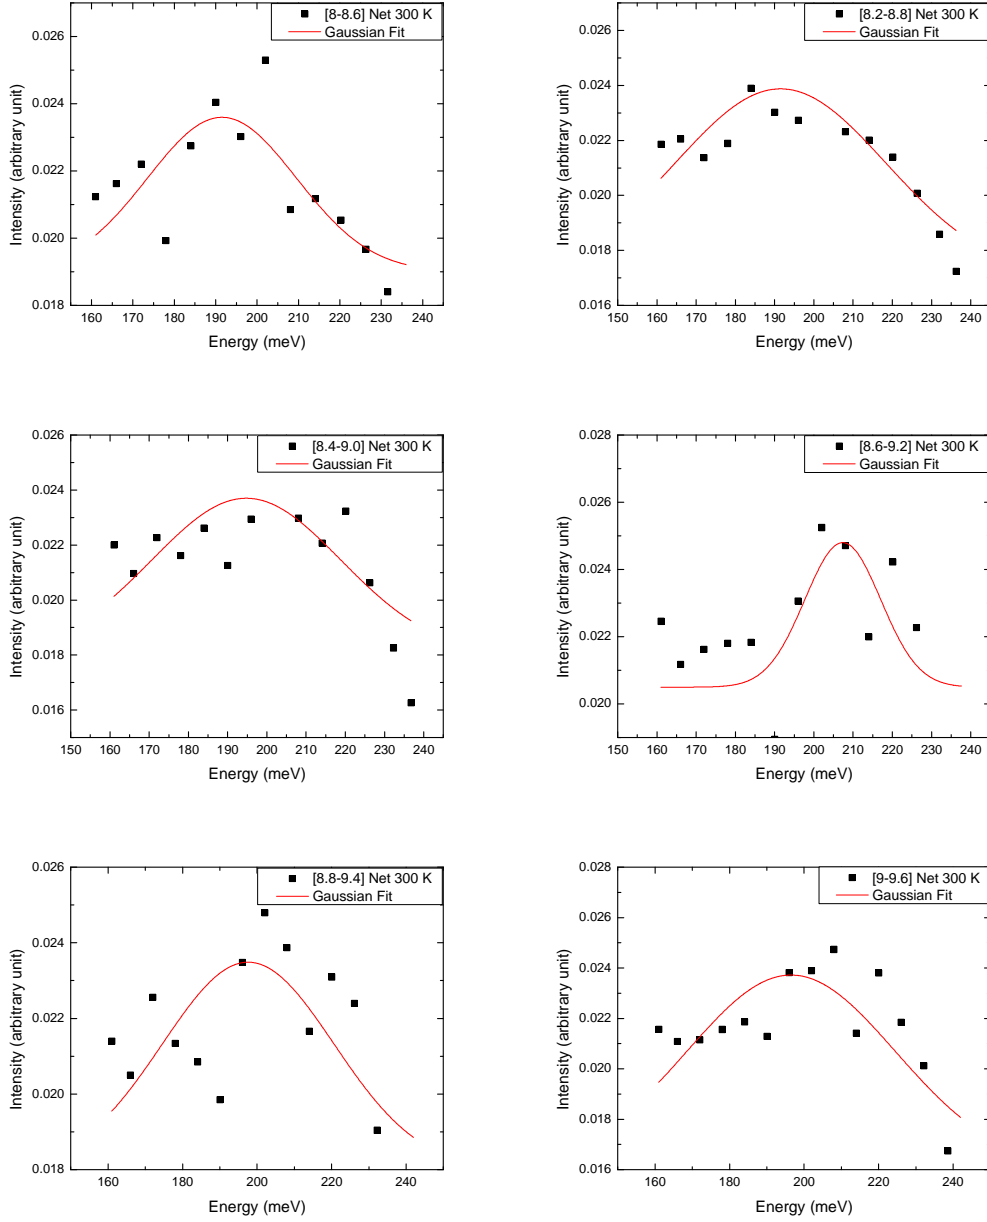 [8-8.6] Net 300 K
Gaussian Fit
0.026
0.024
0.022
0.020
0.018
Intensity (arbitrary unit)
160 170 180 190 200 210 220 230 240
Energy (meV)
[8.2-8.8] Net 300 K
Gaussian Fit
0.026
0.024
0.022
0.020
0.018
0.016
Intensity (arbitrary unit)
150 160 170 180 190 200 210 220 230 240
Energy (meV)
[8.4-9.0] Net 300 K
Gaussian Fit
0.026
0.024
0.022
0.020
0.018
0.016
Intensity (arbitrary unit)
150 160 170 180 190 200 210 220 230 240
Energy (meV)
[8.6-9.2] Net 300 K
Gaussian Fit
0.028
0.026
0.024
0.022
0.020
Intensity (arbitrary unit)
150 160 170 180 190 200 210 220 230 240
Energy (meV)
[8.8-9.4] Net 300 K
Gaussian Fit
0.026
0.024
0.022
0.020
0.018
Intensity (arbitrary unit)
160 180 200 220 240
Energy (meV)
[9-9.6] Net 300 K
Gaussian Fit
0.028
0.026
0.024
0.022
0.020
0.018
0.016
Intensity (arbitrary unit)
160 180 200 220 240
Energy (meV)